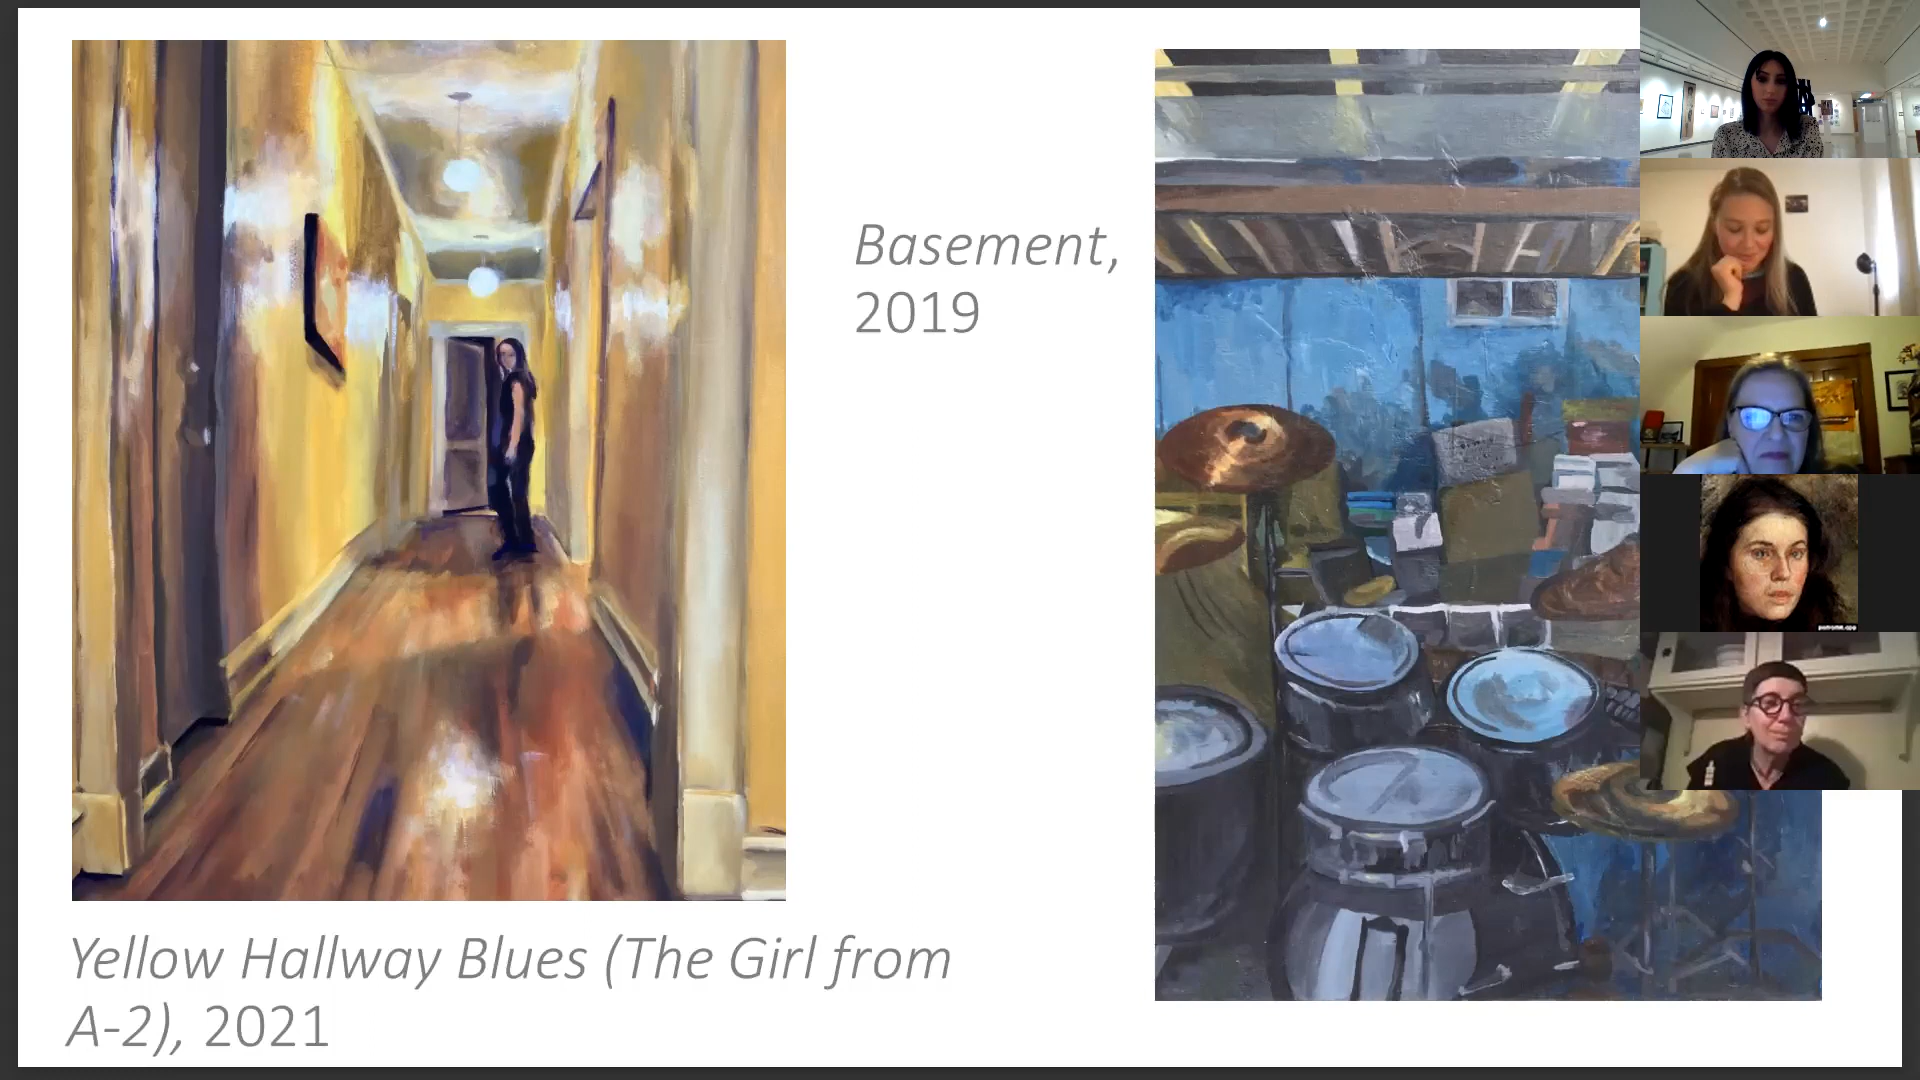 Basement,
2019
Yellow Hallway Blues (The Girl from
A-2), 2021